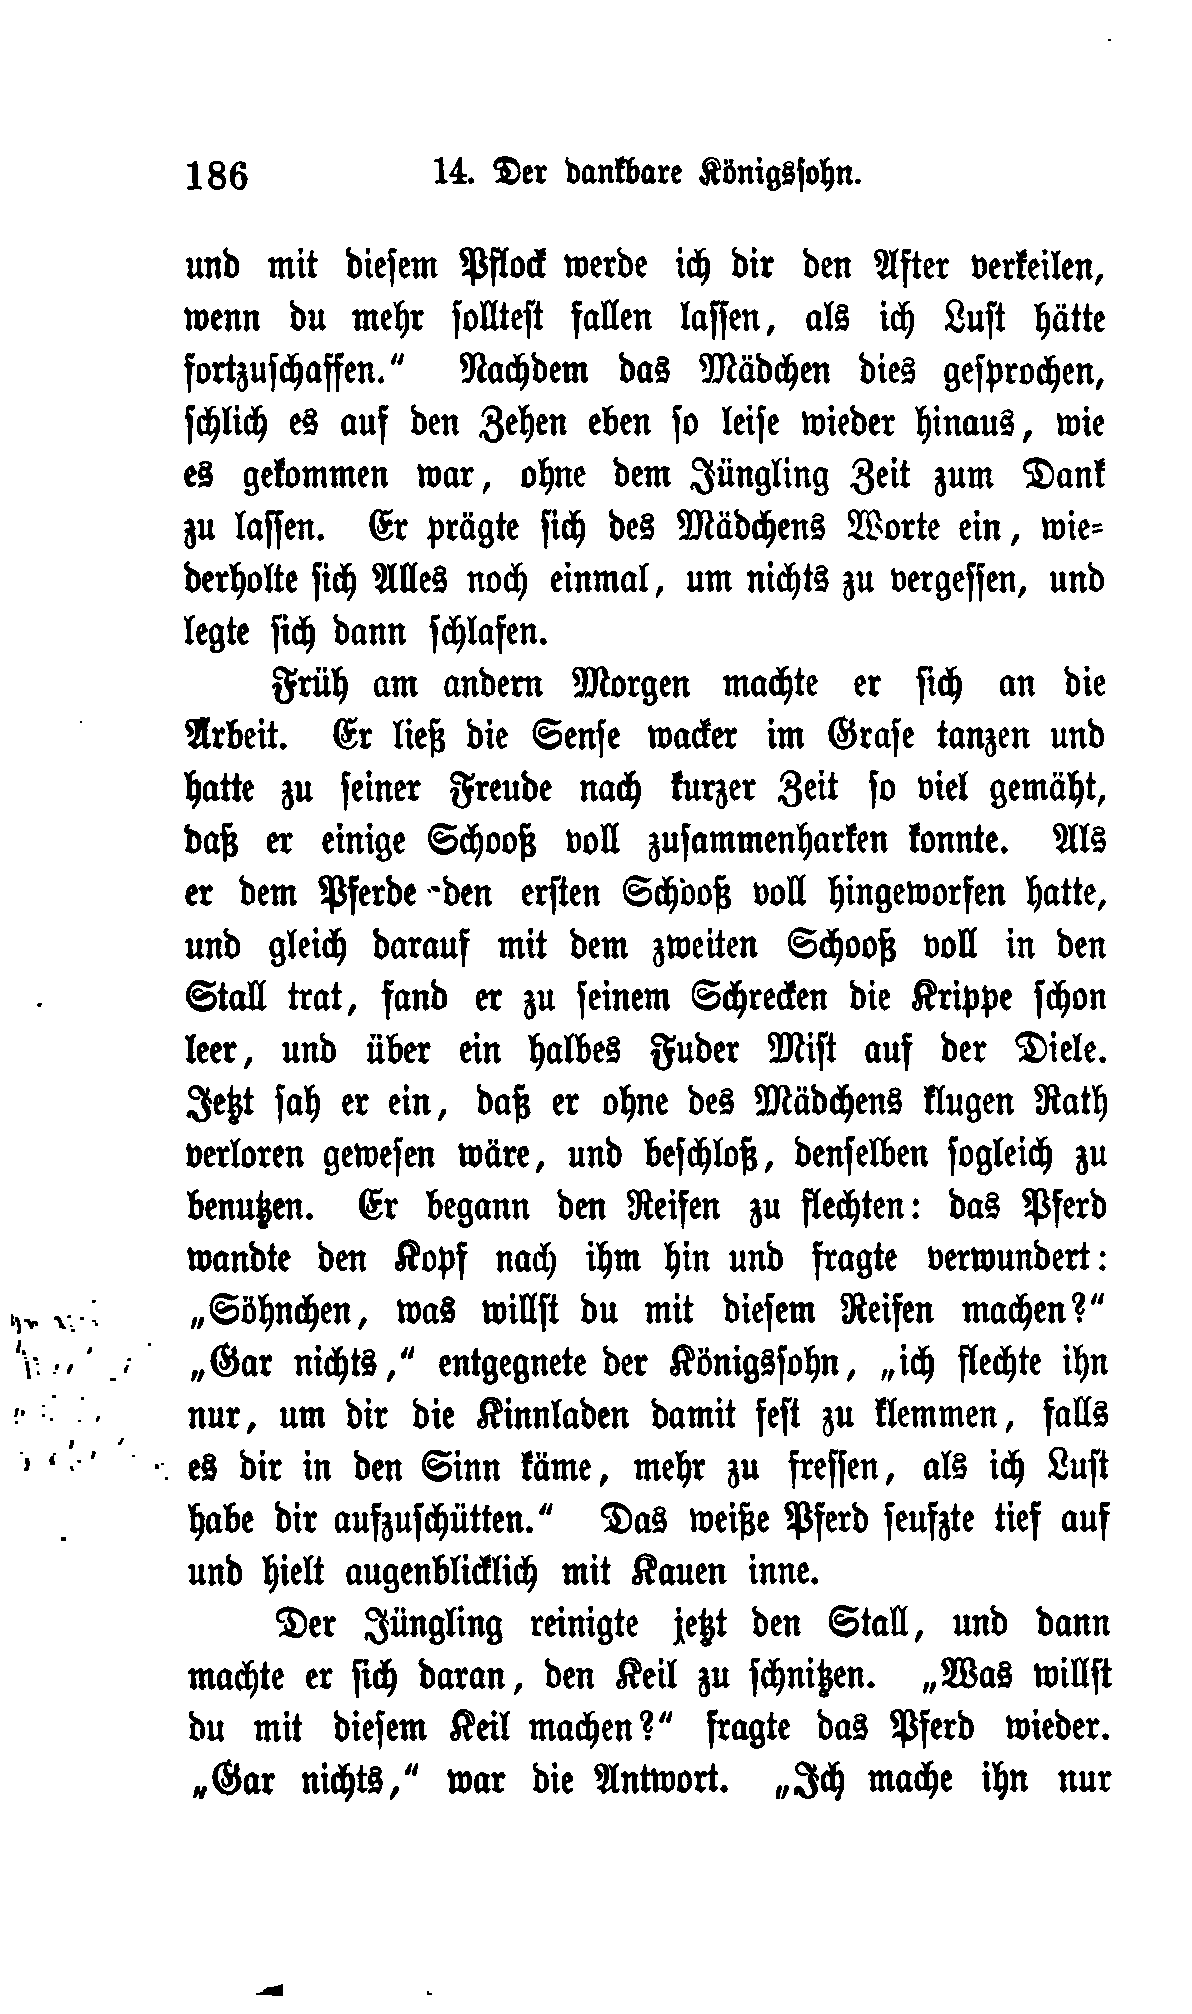 186 14. Der dankbare Königssohn.
und mit diesem Pflock werde ich dir den After verkeilen,
wenn du mehr solltest fallen lassen, als ich Lust hätte
fortzuschaffen.“ Nachdem das Mädchen dies gesprochen,
schlich es auf den Zehen eben so leise wieder hinaus, wie
es gekommen war, ohne dem Jüngling Zeit zum Dank
zu lassen. Er prägte sich des Mädchens Worte ein, wie-
derholte sich Alles noch einmal, um nichts zu vergessen, und
legte sich dann schlafen.
Früh am andern Morgen machte er sich an die
Arbeit. Er ließ die Sense wacker im Grase tanzen und
hatte zu seiner Freude nach kurzer Zeit so viel gemäht,
daß er einige Schooß voll zusammenharken konnte. Als
er dem Pferde den ersten Schooß voll hingeworfen hatte,
und gleich darauf mit dem zweiten Schooß voll in den
Stall trat, fand er zu seinem Schrecken die Krippe schon
leer, und über ein halbes Fuder Mist auf der Diele.
Jetzt sah er ein, daß er ohne des Mädchens klugen Rath
verloren gewesen wäre, und beschloß, denselben sogleich zu
benutzen. Er begann den Reifen zu flechten: das Pferd
wandte den Kopf nach ihm hin und fragte verwundert:
„Söhnchen, was willst du mit diesem Reifen machen?“
„Gar nichts,“ entgegnete der Königssohn, „ich flechte ihn
nur, um dir die Kinnladen damit fest zu klemmen, falls
es dir in den Sinn käme, mehr zu fressen, als ich Lust
habe dir aufzuschütten.“ Das weiße Pferd seufzte tief auf
und hielt augenblicklich mit Kauen inne.
Der Jüngling reinigte jetzt den Stall, und dann
machte er sich daran, den Keil zu schnitzen. „Was willst
du mit diesem Keil machen?“ fragte das Pferd wieder.
„Gar nichts,“ war die Antwort. „Ich mache ihn nur